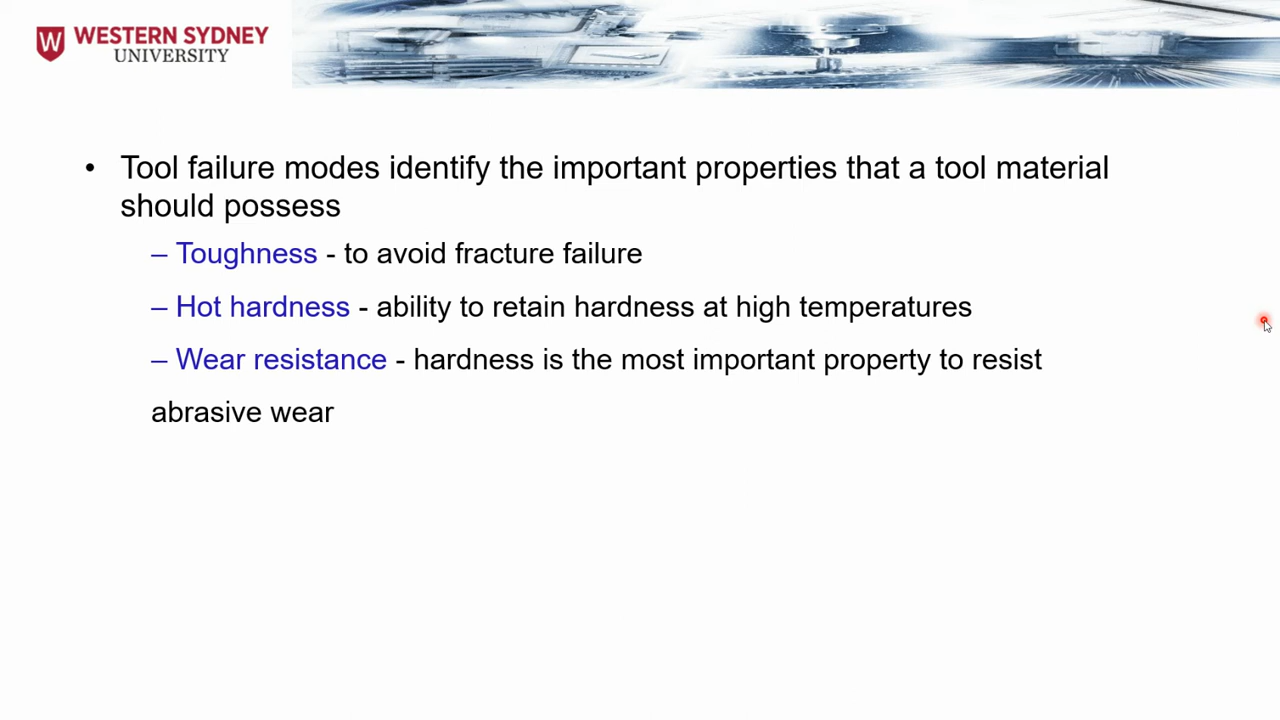 WESTERN SYDNEY
UNIVERSITY
• Tool failure modes identify the important properties that a tool material
should possess
– Toughness - to avoid fracture failure
– Hot hardness - ability to retain hardness at high temperatures
– Wear resistance - hardness is the most important property to resist
abrasive wear